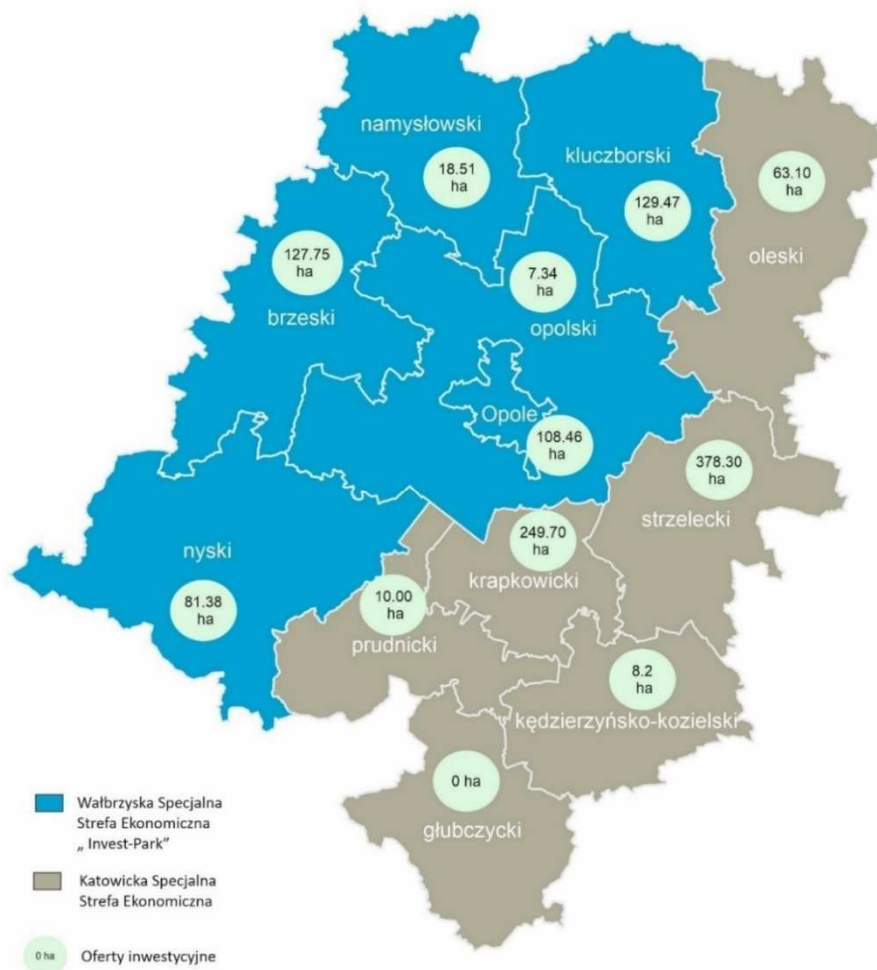 namysłowski
18.51
ha
kluczborski
129.47
ha
63.10
ha
oleski
127.75
ha
brzeski
7.34
ha
opolski
Opole
108.46
ha
378.30
ha
strzelecki
nyski
81.38
ha
249.70
ha
krapkowicki
10.00
ha
prudnicki
8.2
ha
kędzierzyńsko-kozielski
0 ha
głubczycki
Wałbrzyska Specjalna
Strefa Ekonomiczna
„ Invest-Park”
Katowicka Specjalna
Strefa Ekonomiczna
0 ha Oferty inwestycyjne